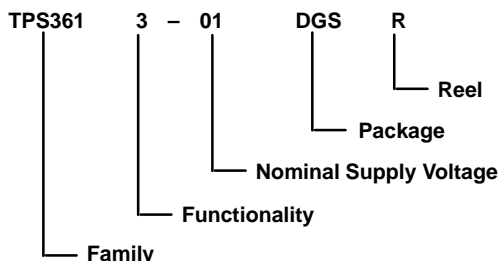 TPS361 3 – 01 DGS R
Reel
Package
Nominal Supply Voltage
Functionality
Family